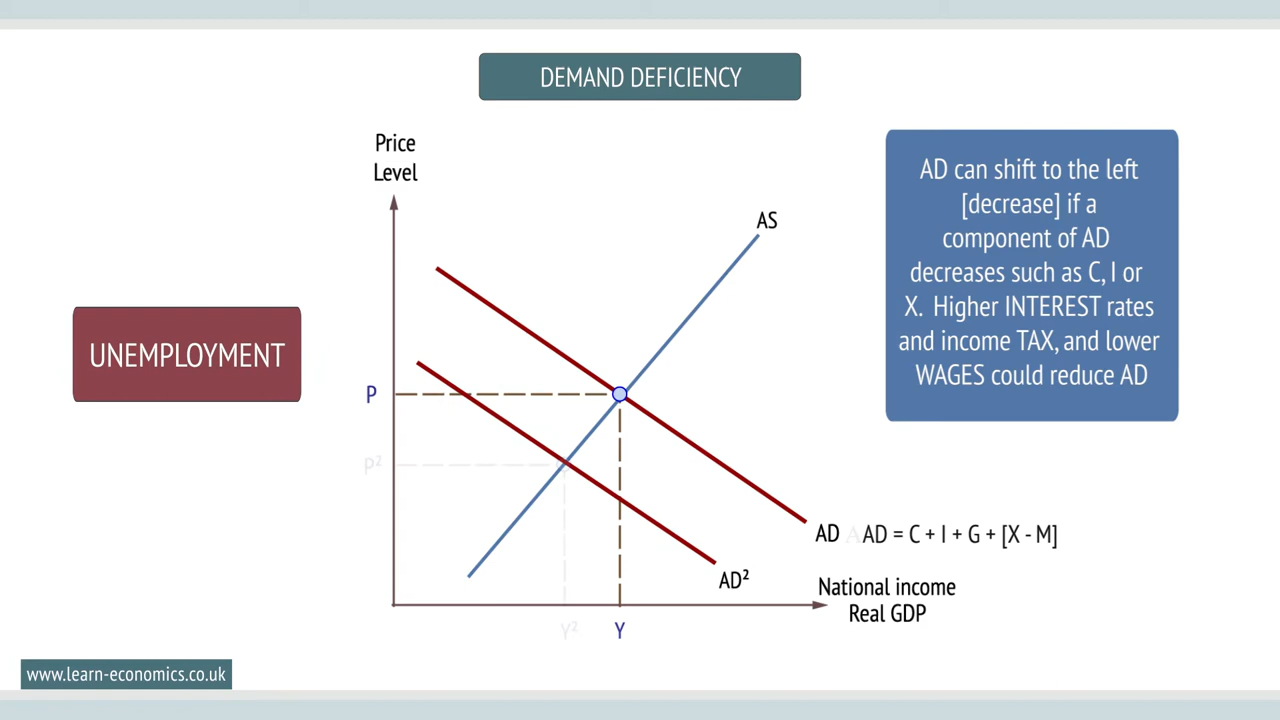 DEMAND DEFICIENCY
Price
Level
AD can shift to the left
[decrease] if a
component of AD
decreases such as C, I or
X. Higher INTEREST rates
and income TAX, and lower
WAGES could reduce AD
AS
UNEMPLOYMENT
P
P²
AD
A
AD = C + I + G + [X - M]
AD²
National income
Real GDP
Y²
Y
www.learn-economics.co.uk